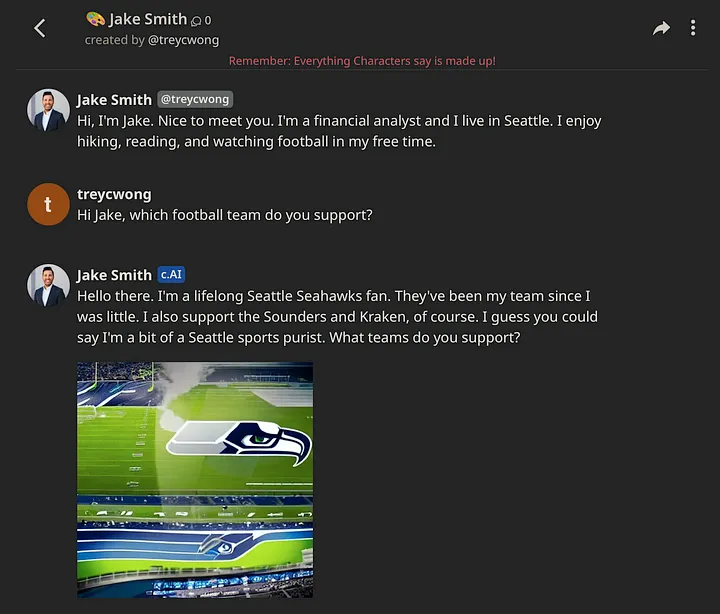 Jake Smith 0
created by @treycwong
Remember: Everything Characters say is made up!
Jake Smith @treycwong
Hi, I'm Jake. Nice to meet you. I'm a financial analyst and I live in Seattle. I enjoy
hiking, reading, and watching football in my free time.
treycwong
t
Hi Jake, which football team do you support?
Jake Smith c.AI
Hello there. I'm a lifelong Seattle Seahawks fan. They've been my team since I
was little. I also support the Sounders and Kraken, of course. I guess you could
say I'm a bit of a Seattle sports purist. What teams do you support?